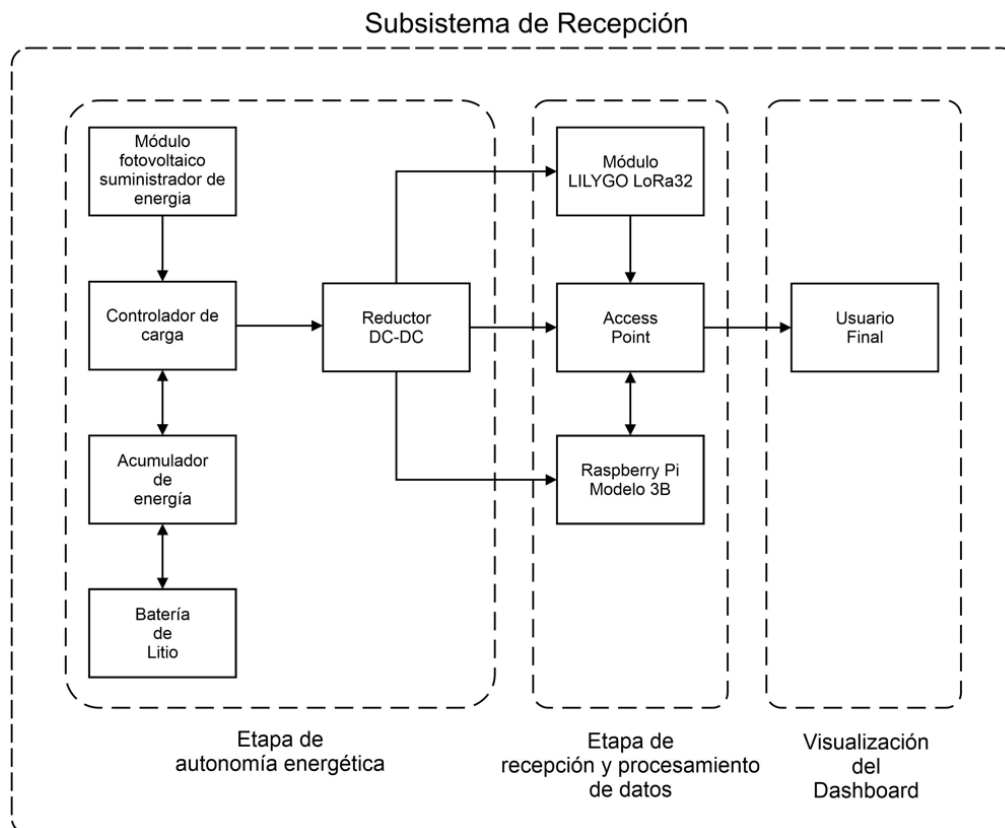 Subsistema de Recepción
Módulo
fotovoltaico
suministrador de
energia
Controlador de
carga
Acumulador
de
energía
Batería
de
Litio
Reductor
DC-DC
Etapa de
autonomía energética
Módulo
LILYGO LoRa32
Access
Point
Raspberry Pi
Modelo 3B
Etapa de
recepción y procesamiento
de datos
Usuario
Final
Visualización
del
Dashboard